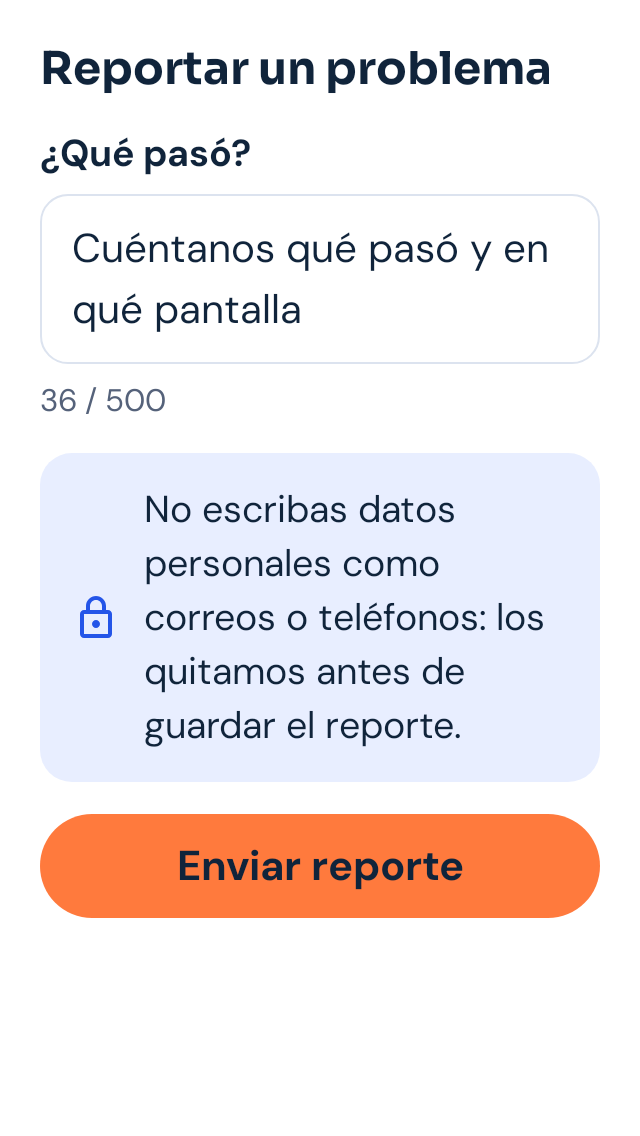 Reportar un problema
¿Qué pasó?
Cuéntanos qué pasó y en
qué pantalla
36 / 500
No escribas datos
personales como
correos o teléfonos: los
quitamos antes de
guardar el reporte.
Enviar reporte